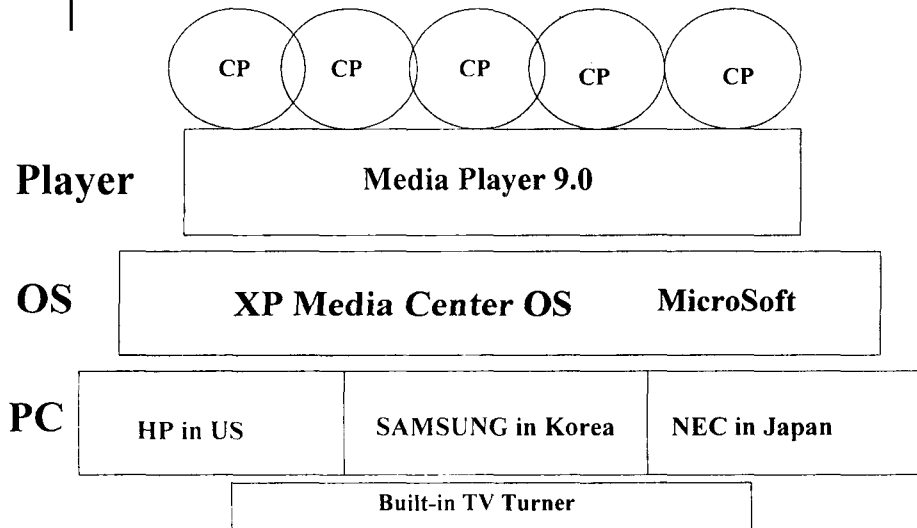 CP CP CP CP CP
Player Media Player 9.0
OS XP Media Center OS MicroSoft
PC HP in US SAMSUNG in Korea NEC in Japan
Built-in TV Turner